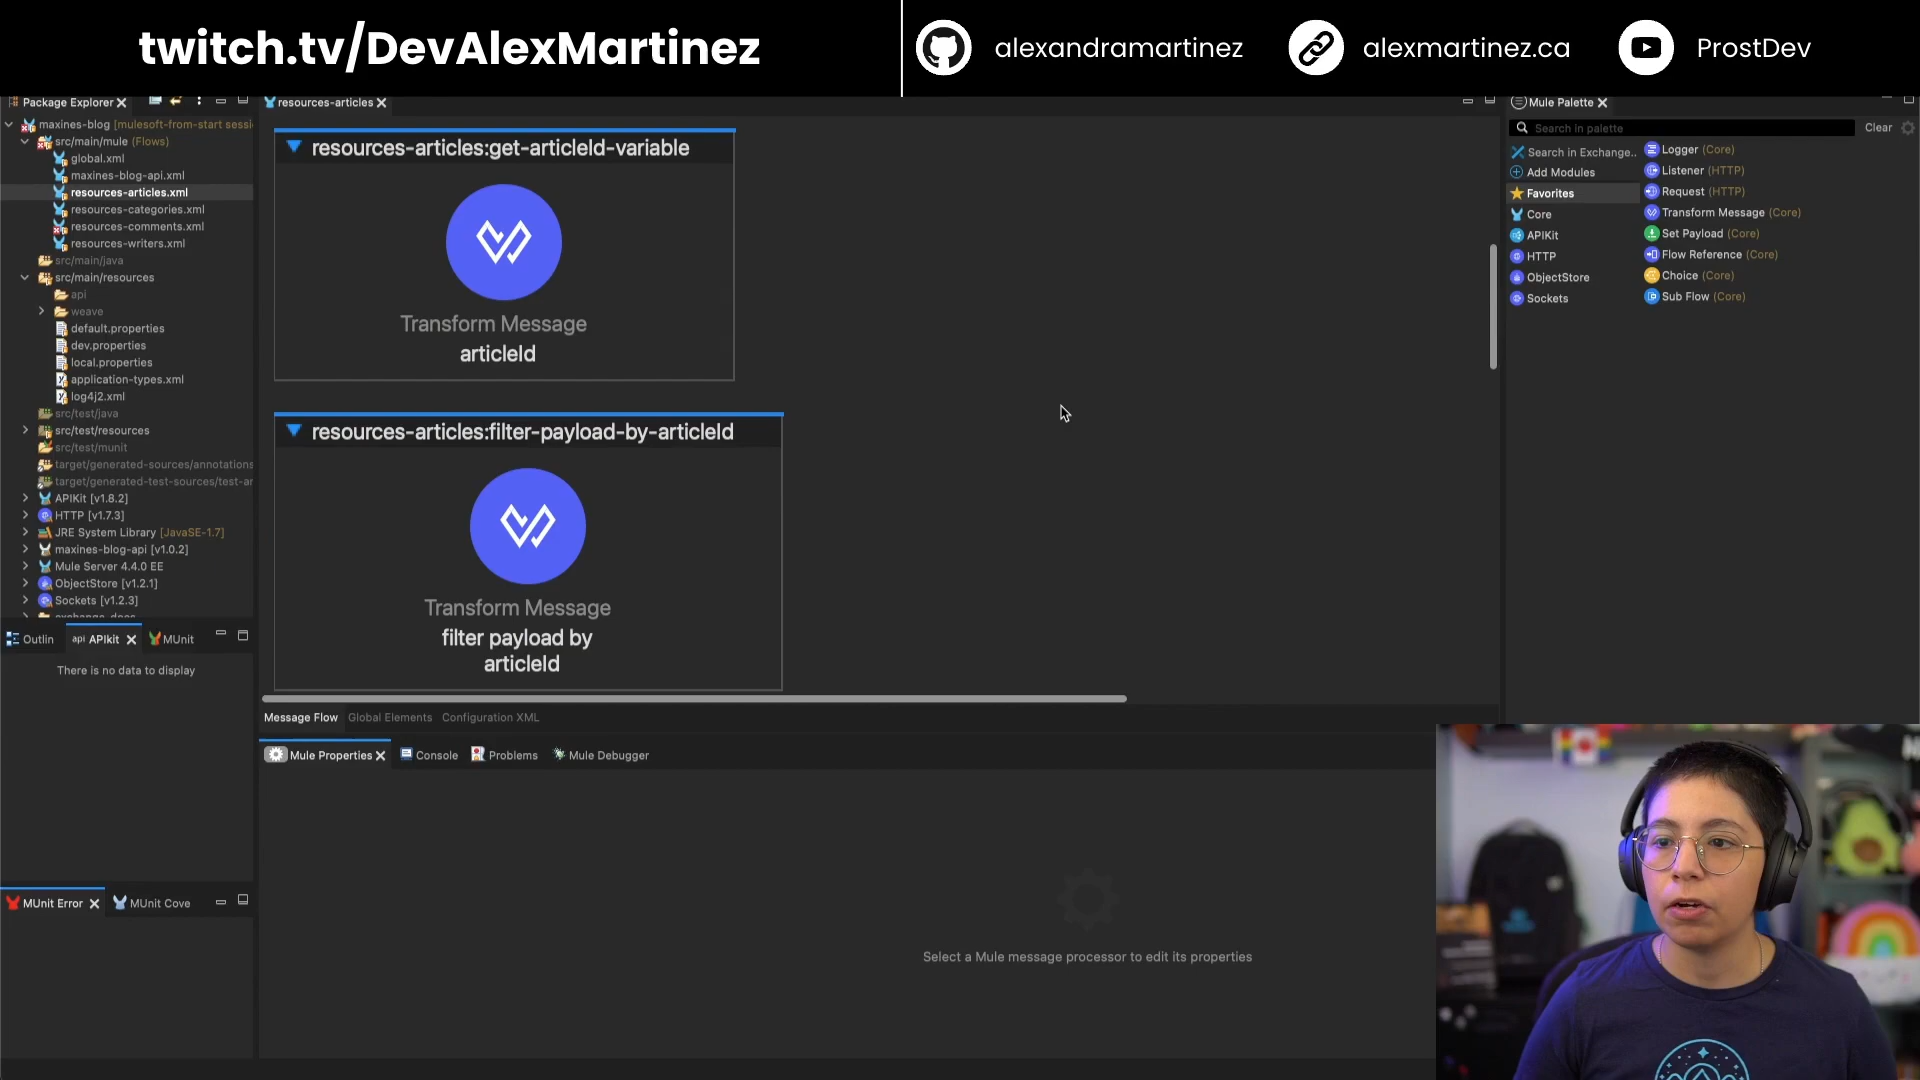 twitch.tv/DevAlexMartinez
alexandramartinez
alexmartinez.ca
ProstDev
Package Explorer
maxines-blog [mulesoft-from-start sessi
src/main/mule (Flows)
global.xml
maxines-blog-api.xml
resources-articles.xml
resources-categories.xml
resources-comments.xml
resources-writers.xml
src/main/java
src/main/resources
api
weave
default.properties
dev.properties
local.properties
application-types.xml
log4j2.xml
src/test/java
src/test/resources
src/test/munit
target/generated-sources/annotations
target/generated-test-sources/test-ar
APIKit [v1.8.2]
HTTP [v1.7.3]
JRE System Library [JavaSE-1.7]
maxines-blog-api [v1.0.2]
Mule Server 4.4.0 EE
ObjectStore [v1.2.1]
Sockets [v1.2.3]
Outlin
api APIkit
MUnit
There is no data to display
MUnit Error
MUnit Cove
resources-articles
resources-articles:get-articleId-variable
Transform Message
articleId
resources-articles:filter-payload-by-articleId
Transform Message
filter payload by
articleId
Message Flow
Global Elements
Configuration XML
Mule Properties
Console
Problems
Mule Debugger
Select a Mule message processor to edit its properties
Mule Palette
Search in palette
Clear
Search in Exchange..
Add Modules
Favorites
Core
APIKit
HTTP
ObjectStore
Sockets
Logger (Core)
Listener (HTTP)
Request (HTTP)
Transform Message (Core)
Set Payload (Core)
Flow Reference (Core)
Choice (Core)
Sub Flow (Core)